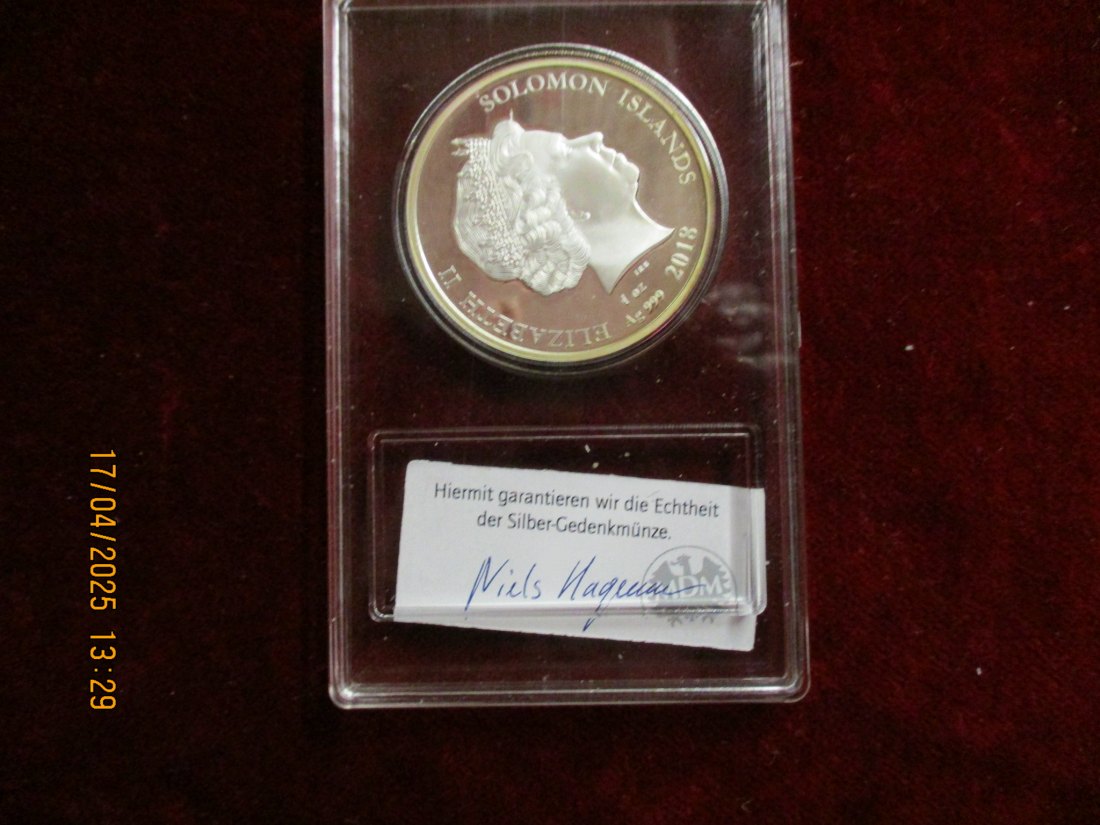 SOLOMON ISLANDS
2018
1 oz
Ag 999
ELIZABETH II
Hiermit garantieren wir die Echtheit
der Silber-Gedenkmünze.
Niels
MDM
17/04/2025 13:29